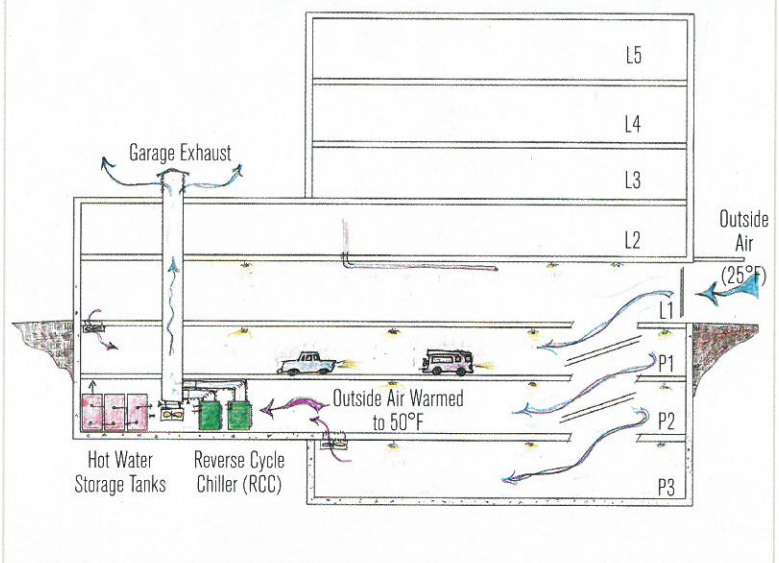 L5
L4
Garage Exhaust
L3
L2
Outside
Air
(25°F)
L1
P1
Outside Air Warmed
to 50°F
P2
Hot Water
Storage Tanks
Reverse Cycle
Chiller (RCC)
P3